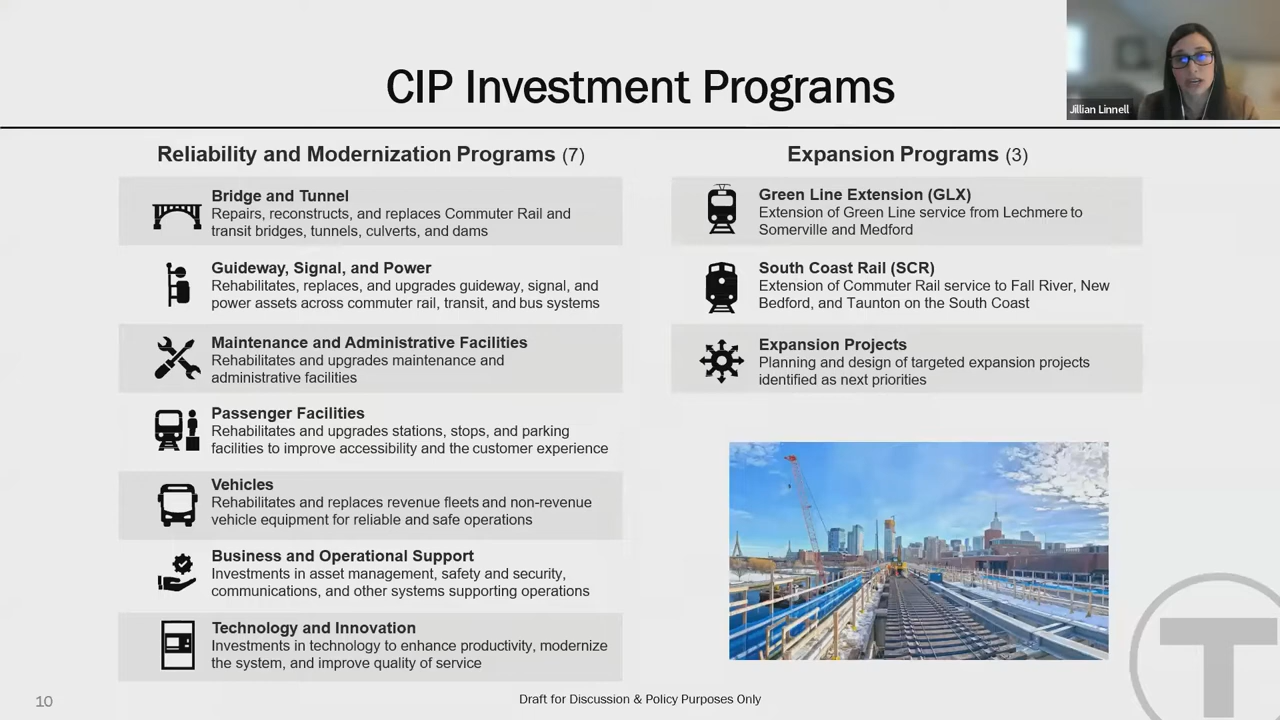 CIP Investment Programs
Jillian Linnell
Reliability and Modernization Programs (7)
Bridge and Tunnel
Repairs, reconstructs, and replaces Commuter Rail and
transit bridges, tunnels, culverts, and dams
Guideway, Signal, and Power
Rehabilitates, replaces, and upgrades guideway, signal, and
power assets across commuter rail, transit, and bus systems
Maintenance and Administrative Facilities
Rehabilitates and upgrades maintenance and
administrative facilities
Passenger Facilities
Rehabilitates and upgrades stations, stops, and parking
facilities to improve accessibility and the customer experience
Vehicles
Rehabilitates and replaces revenue fleets and non-revenue
vehicle equipment for reliable and safe operations
Business and Operational Support
Investments in asset management, safety and security,
communications, and other systems supporting operations
Technology and Innovation
Investments in technology to enhance productivity, modernize
the system, and improve quality of service
Expansion Programs (3)
Green Line Extension (GLX)
Extension of Green Line service from Lechmere to
Somerville and Medford
South Coast Rail (SCR)
Extension of Commuter Rail service to Fall River, New
Bedford, and Taunton on the South Coast
Expansion Projects
Planning and design of targeted expansion projects
identified as next priorities
T
10
Draft for Discussion & Policy Purposes Only